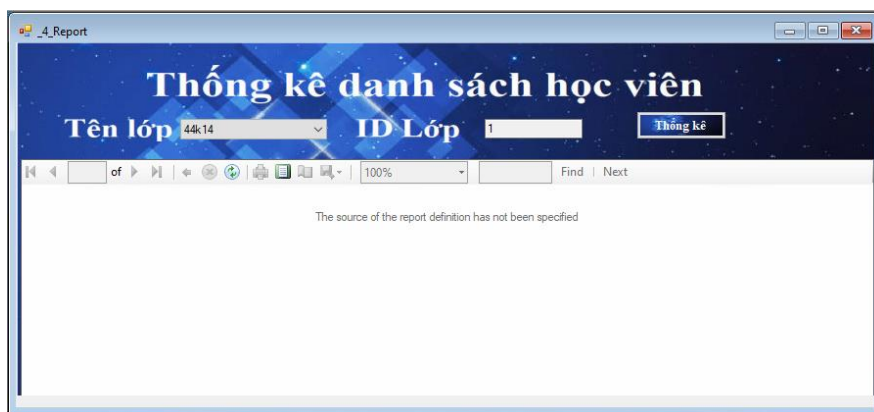 _4_Report
Thống kê danh sách học viên
Tên lớp 44k14 ID Lớp 1 Thống kê
of 100% Find | Next
The source of the report definition has not been specified